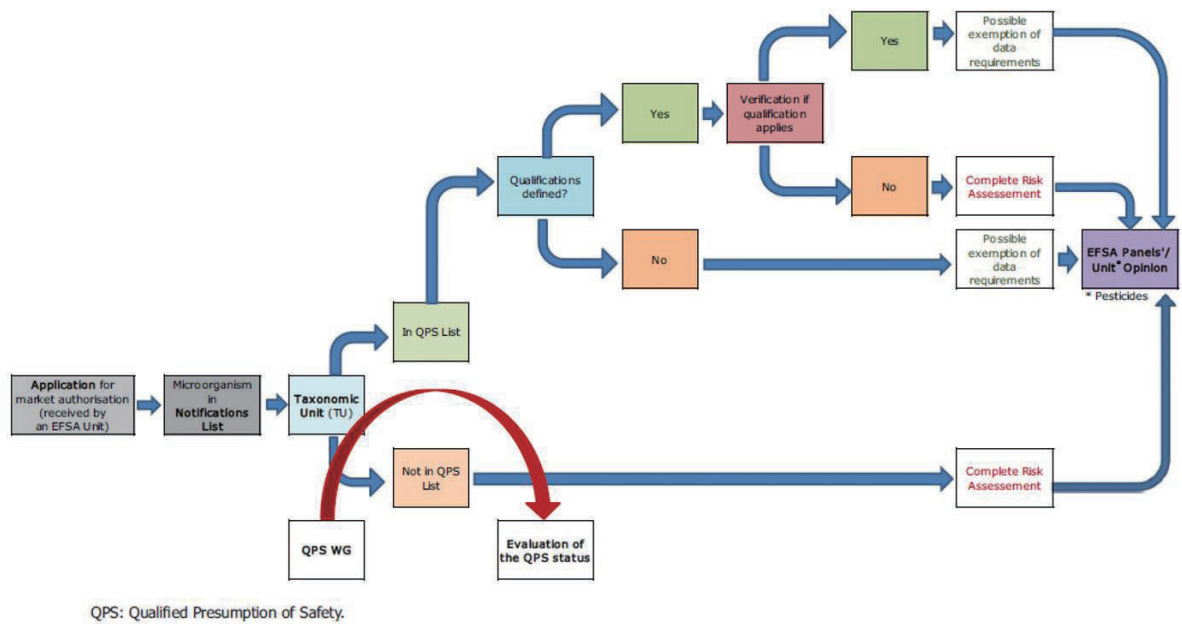 Yes
Possible
exemption of
data
requirements
Yes
Verification if
qualification
applies
Qualifications
defined?
No
Complete Risk
Assessement
No
Possible
exemption of
data
requirements
EFSA Panels'/
Unit* Opinion
* Pesticides
In QPS List
Application for
market authorisation
(received by
an EFSA Unit)
Microorganism
in
Notifications
List
Taxonomic
Unit (TU)
Not in QPS
List
Complete Risk
Assessement
QPS WG
Evaluation of
the QPS status
QPS: Qualified Presumption of Safety.